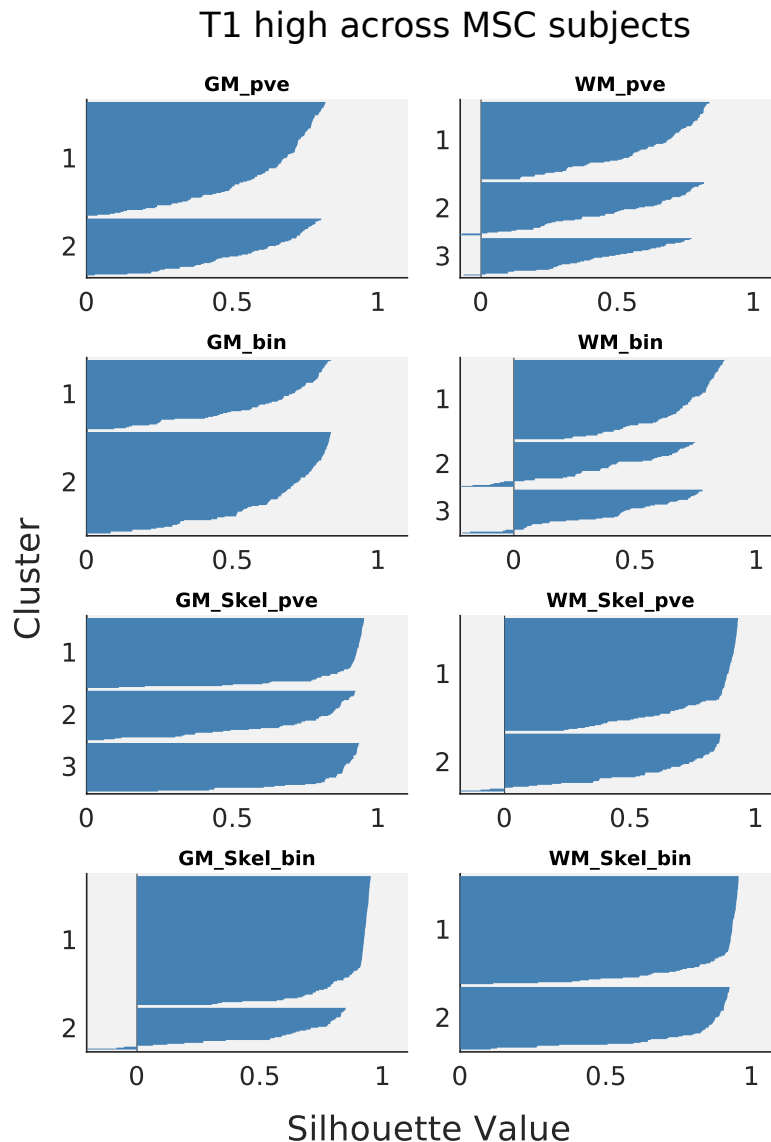 T1 high across MSC subjects
GM_pve
1
2
0 0.5 1
WM_pve
1
2
3
0 0.5 1
GM_bin
1
2
0 0.5 1
WM_bin
1
2
3
0 0.5 1
GM_Skel_pve
1
2
3
0 0.5 1
WM_Skel_pve
1
2
0 0.5 1
GM_Skel_bin
1
2
0 0.5 1
WM_Skel_bin
1
2
0 0.5 1
Cluster
Silhouette Value